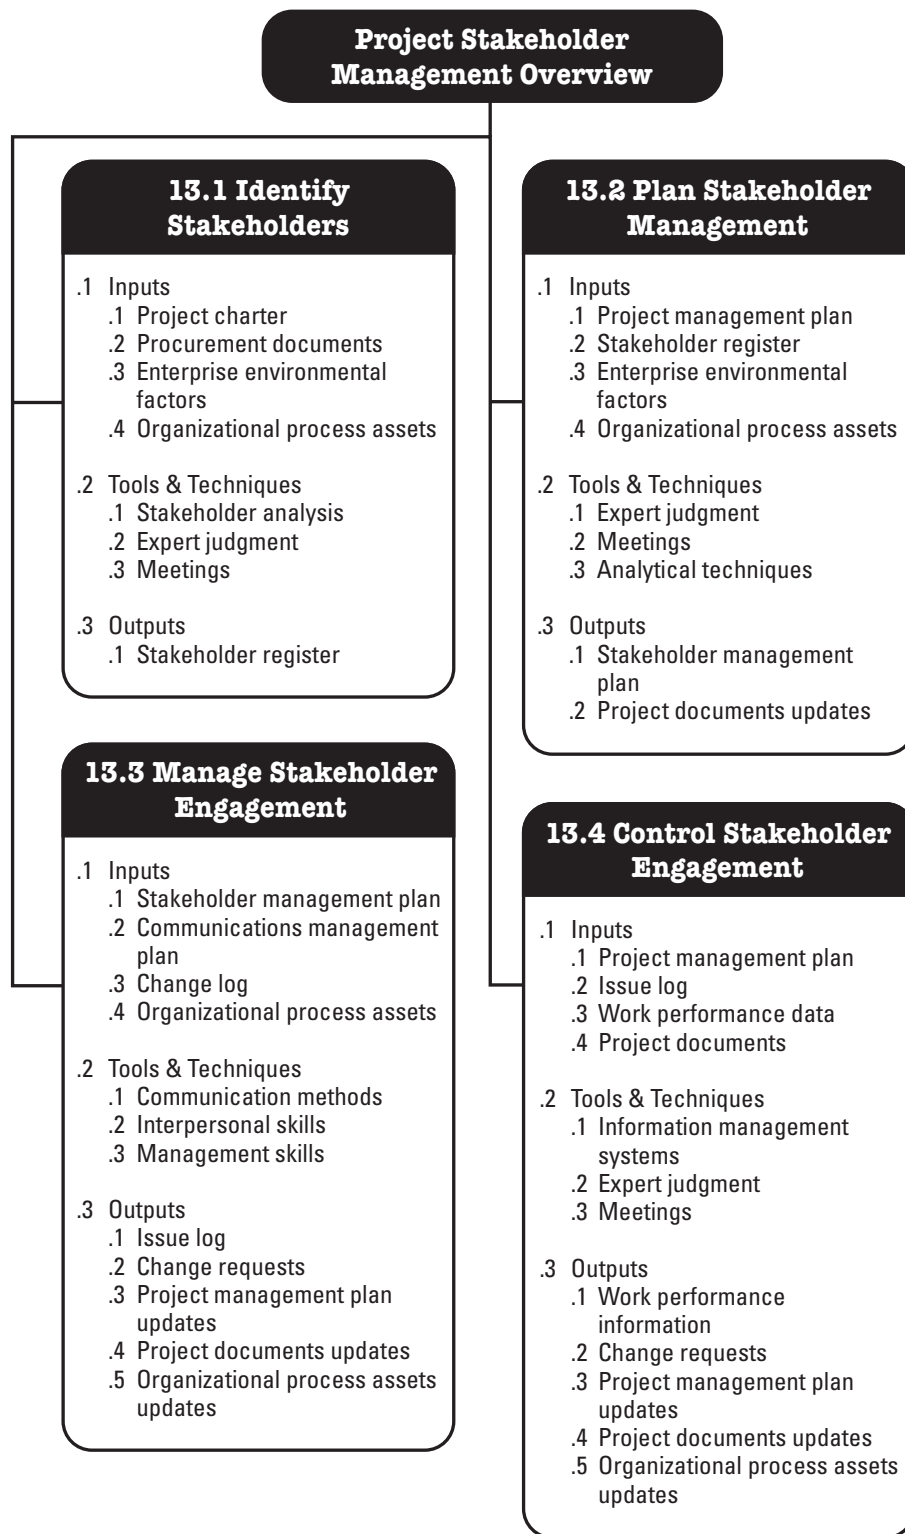 Project Stakeholder
Management Overview
13.1 Identify
Stakeholders
.1 Inputs
.1 Project charter
.2 Procurement documents
.3 Enterprise environmental
factors
.4 Organizational process assets
.2 Tools & Techniques
.1 Stakeholder analysis
.2 Expert judgment
.3 Meetings
.3 Outputs
.1 Stakeholder register
13.2 Plan Stakeholder
Management
.1 Inputs
.1 Project management plan
.2 Stakeholder register
.3 Enterprise environmental
factors
.4 Organizational process assets
.2 Tools & Techniques
.1 Expert judgment
.2 Meetings
.3 Analytical techniques
.3 Outputs
.1 Stakeholder management
plan
.2 Project documents updates
13.3 Manage Stakeholder
Engagement
.1 Inputs
.1 Stakeholder management plan
.2 Communications management
plan
.3 Change log
.4 Organizational process assets
.2 Tools & Techniques
.1 Communication methods
.2 Interpersonal skills
.3 Management skills
.3 Outputs
.1 Issue log
.2 Change requests
.3 Project management plan
updates
.4 Project documents updates
.5 Organizational process assets
updates
13.4 Control Stakeholder
Engagement
.1 Inputs
.1 Project management plan
.2 Issue log
.3 Work performance data
.4 Project documents
.2 Tools & Techniques
.1 Information management
systems
.2 Expert judgment
.3 Meetings
.3 Outputs
.1 Work performance
information
.2 Change requests
.3 Project management plan
updates
.4 Project documents updates
.5 Organizational process assets
updates